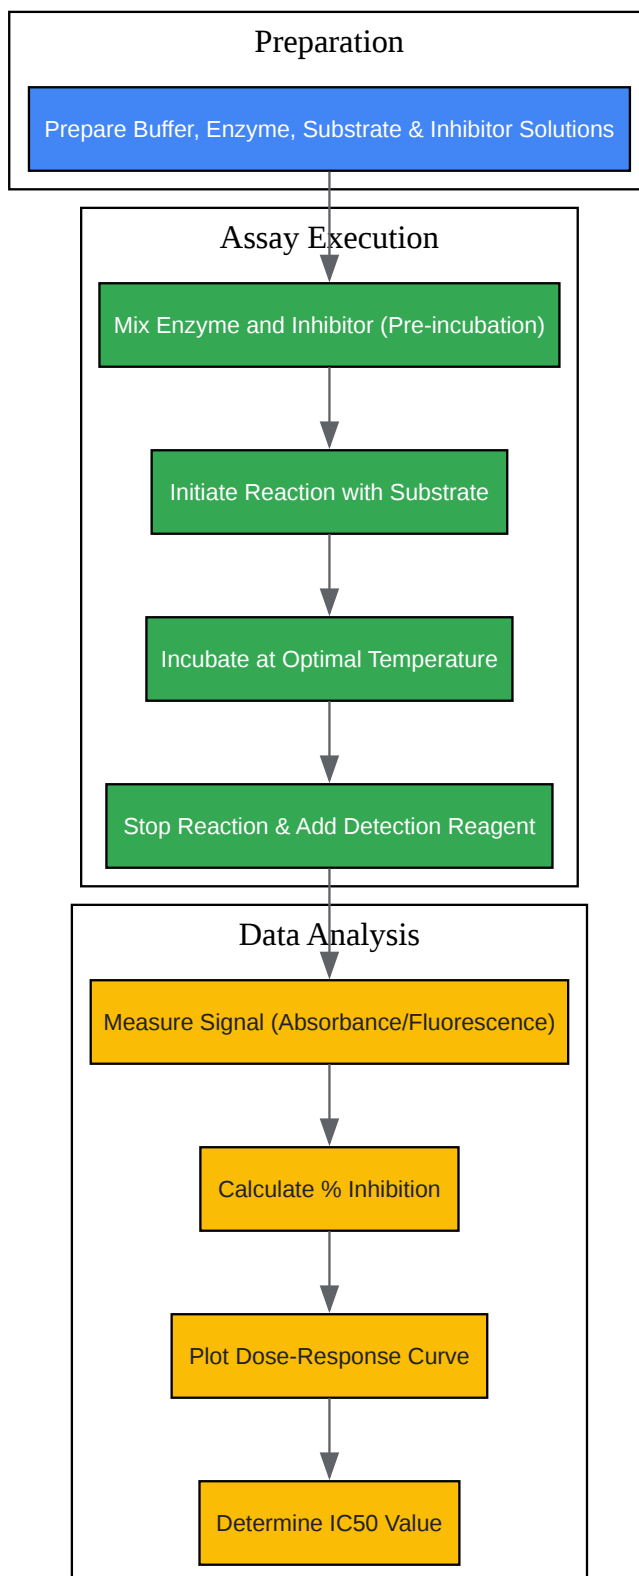 Preparation
Prepare Buffer, Enzyme, Substrate & Inhibitor Solutions
Assay Execution
Mix Enzyme and Inhibitor (Pre-incubation)
Initiate Reaction with Substrate
Incubate at Optimal Temperature
Stop Reaction & Add Detection Reagent
Data Analysis
Measure Signal (Absorbance/Fluorescence)
Calculate % Inhibition
Plot Dose-Response Curve
Determine IC50 Value